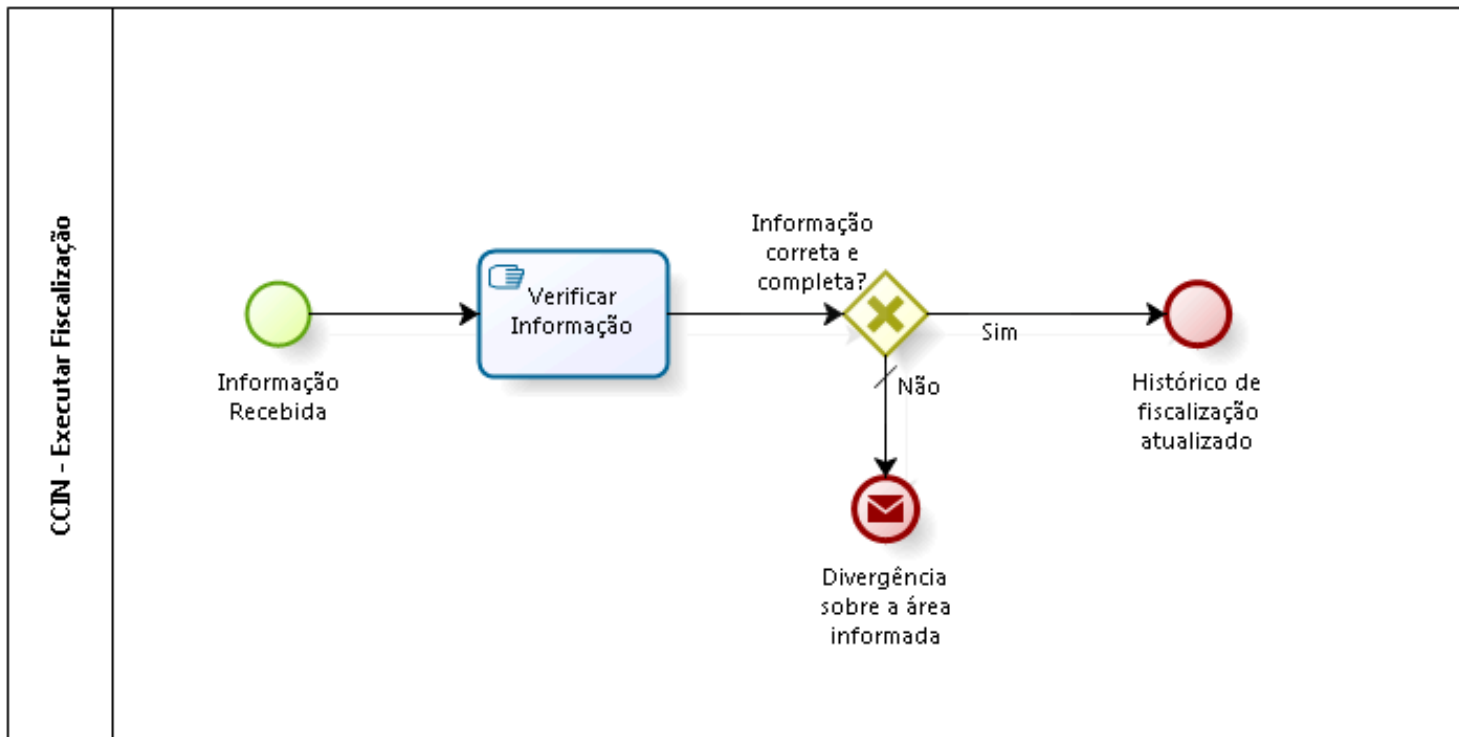 CCIN - Executar Fiscalização
Informação
Recebida
Verificar
Informação
Informação
correta e
completa?
Sim
Não
Histórico de
fiscalização
atualizado
Divergência
sobre a área
informada